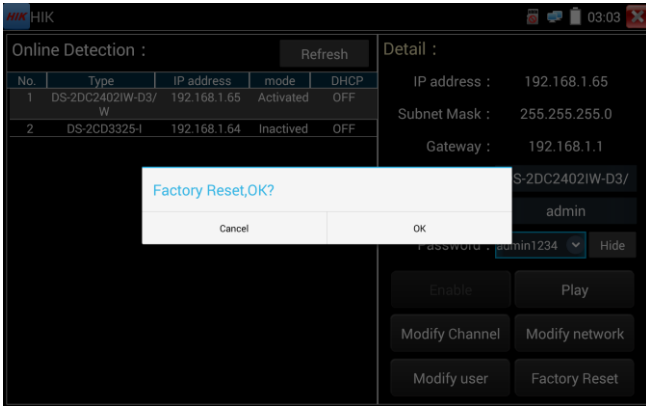 HIK HIK 03:03
Online Detection :
Refresh
No. Type IP address mode DHCP
1 DS-2DC2402IW-D3/ 192.168.1.65 Activated OFF
W
2 DS-2CD3325-I 192.168.1.64 Inactived OFF
Factory Reset,OK?
Cancel OK
Detail :
IP address : 192.168.1.65
Subnet Mask : 255.255.255.0
Gateway : 192.168.1.1
S-2DC2402IW-D3/
admin
Password : admin1234 Hide
Enable Play
Modify Channel Modify network
Modify user Factory Reset